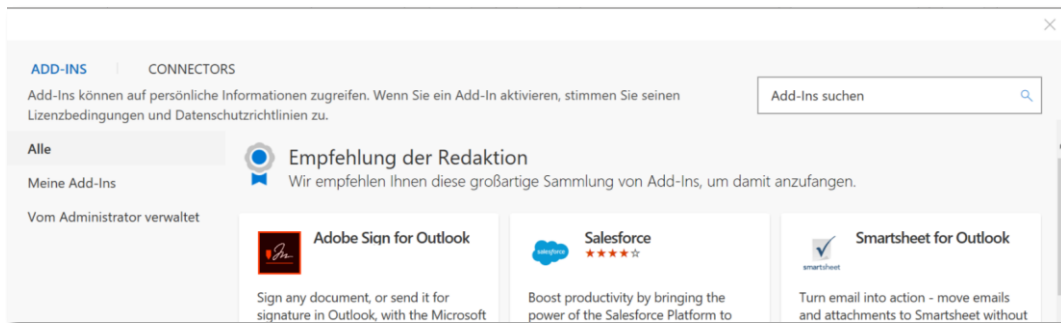 ADD-INS
CONNECTORS
Add-Ins können auf persönliche Informationen zugreifen. Wenn Sie ein Add-In aktivieren, stimmen Sie seinen
Lizenzbedingungen und Datenschutzrichtlinien zu.
Add-Ins suchen
Alle
Meine Add-Ins
Vom Administrator verwaltet
Empfehlung der Redaktion
Wir empfehlen Ihnen diese großartige Sammlung von Add-Ins, um damit anzufangen.
Adobe Sign for Outlook
Sign any document, or send it for
signature in Outlook, with the Microsoft
salesforce
Salesforce
Boost productivity by bringing the
power of the Salesforce Platform to
smartsheet
Smartsheet for Outlook
Turn email into action - move emails
and attachments to Smartsheet without